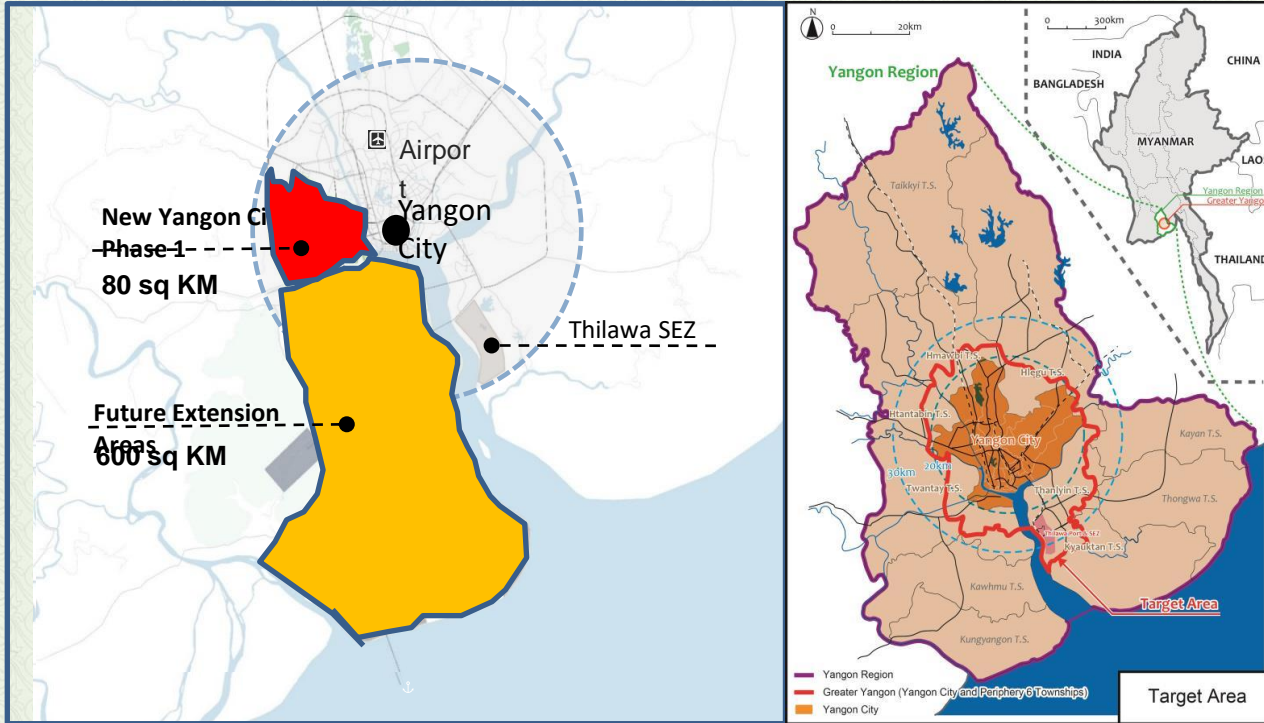 Airpor
t
Yangon
City
New Yangon Ci
Phase 1
80 sq KM
Thilawa SEZ
Future Extension
Areas
600 sq KM
N
0 20km
0 300km
INDIA
CHINA
BANGLADESH
MYANMAR
LAOS
Yangon Region
Greater Yangon
THAILAND
Yangon Region
Taikkyi T.S.
Hmawbi T.S.
Hlegu T.S.
Htantabin T.S.
Yangon City
Kayan T.S.
30km
20km
Twantay T.S.
Thanlyin T.S.
Thongwa T.S.
Kyauktan T.S.
Kawhmu T.S.
Target Area
Kungyangon T.S.
Yangon Region
Greater Yangon (Yangon City and Periphery 6 Townships)
Yangon City
Target Area